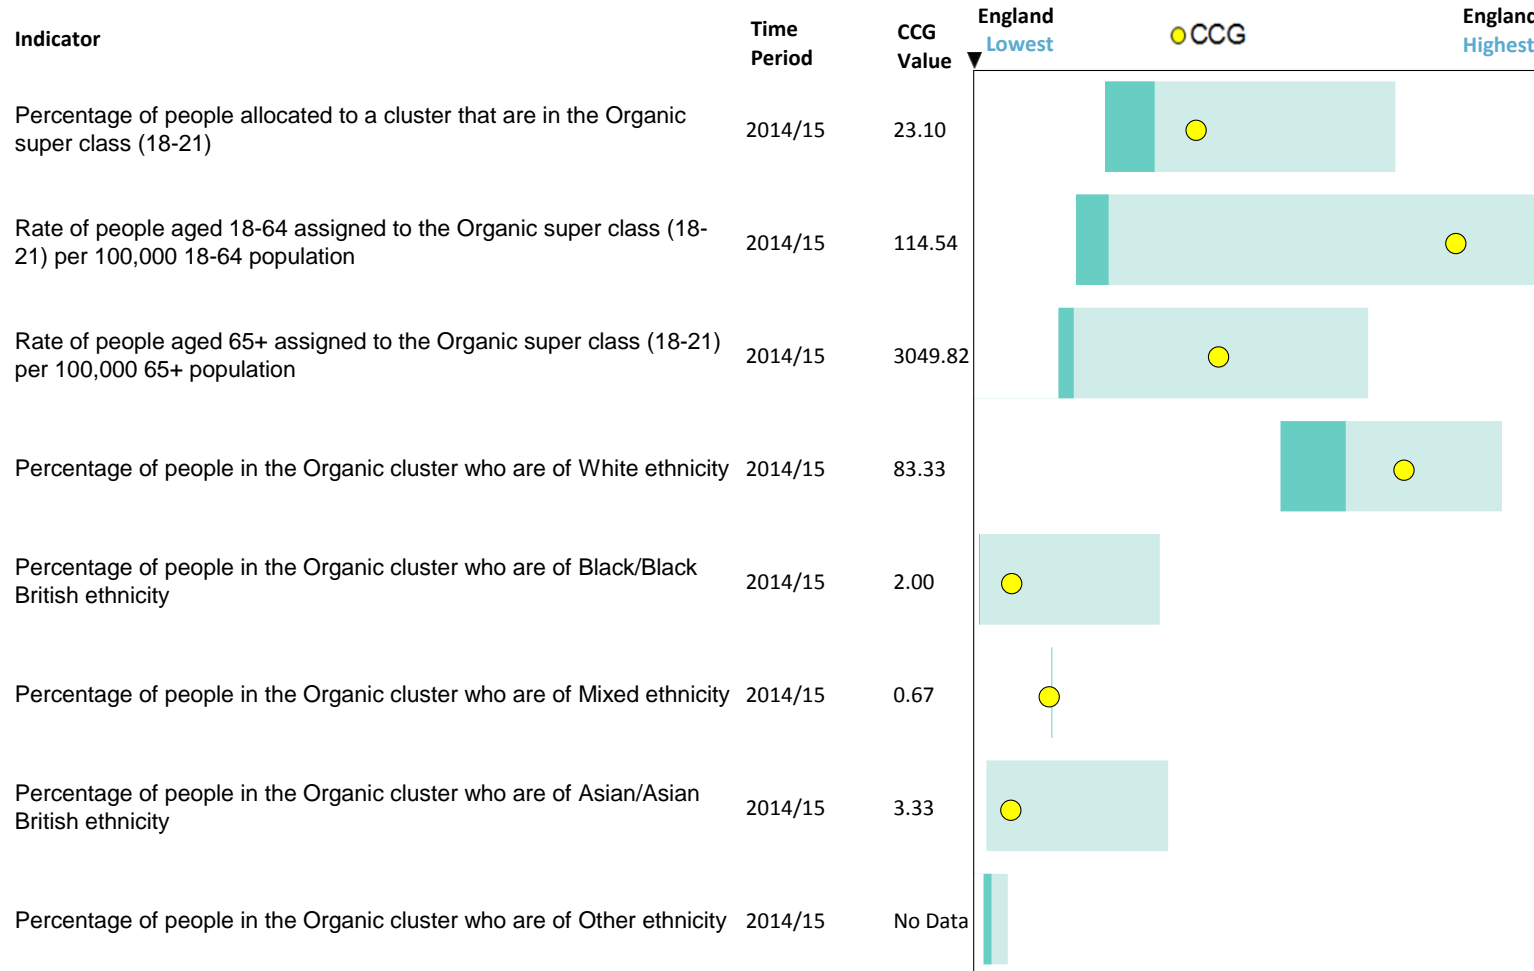 Indicator
Time
Period
CCG
Value
England
Lowest
CCG
England
Highest
Percentage of people allocated to a cluster that are in the Organic
super class (18-21)
2014/15
23.10
Rate of people aged 18-64 assigned to the Organic super class (18-
21) per 100,000 18-64 population
2014/15
114.54
Rate of people aged 65+ assigned to the Organic super class (18-21)
per 100,000 65+ population
2014/15
3049.82
Percentage of people in the Organic cluster who are of White ethnicity
2014/15
83.33
Percentage of people in the Organic cluster who are of Black/Black
British ethnicity
2014/15
2.00
Percentage of people in the Organic cluster who are of Mixed ethnicity
2014/15
0.67
Percentage of people in the Organic cluster who are of Asian/Asian
British ethnicity
2014/15
3.33
Percentage of people in the Organic cluster who are of Other ethnicity
2014/15
No Data